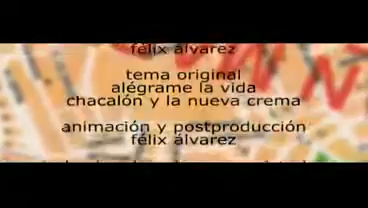 félix álvarez
tema original
alégrame la vida
chacalón y la nueva crema
animación y postproducción
félix álvarez